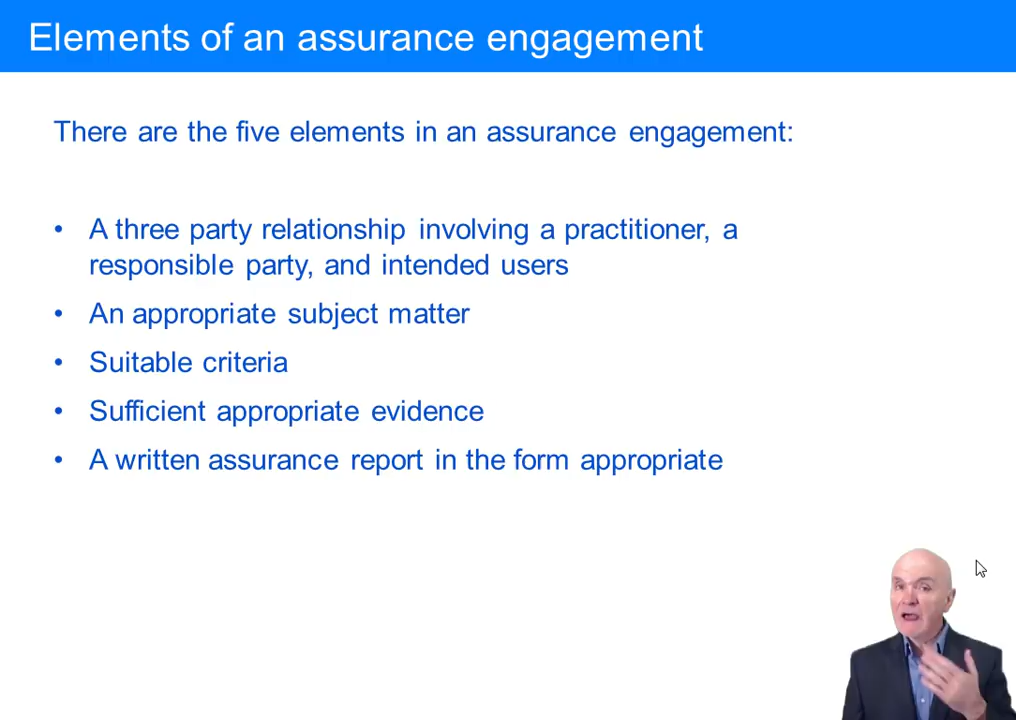 Elements of an assurance engagement
There are the five elements in an assurance engagement:
• A three party relationship involving a practitioner, a
responsible party, and intended users
• An appropriate subject matter
• Suitable criteria
• Sufficient appropriate evidence
• A written assurance report in the form appropriate